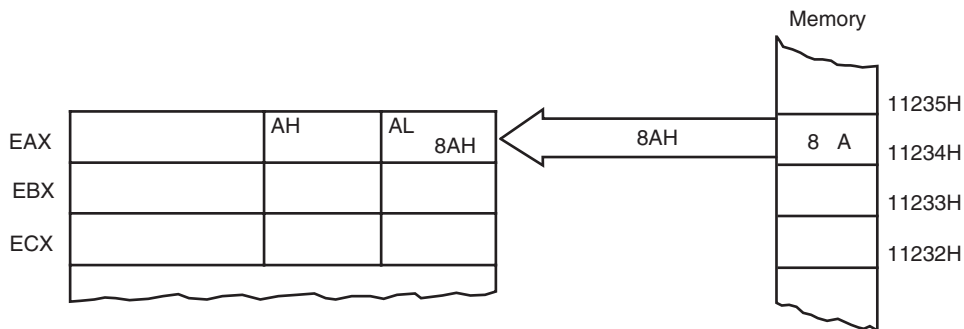 Memory
11235H
AH
AL
EAX
8AH
8AH
8 A
11234H
EBX
11233H
ECX
11232H